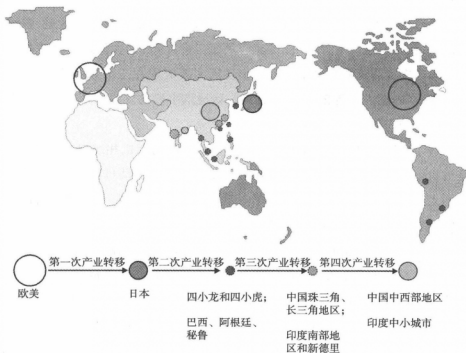 第一次产业转移 第二次产业转移 第三次产业转移 第四次产业转移
欧美 日本 四小龙和四小虎; 中国珠三角、 中国中西部地区
长三角地区;
巴西、阿根廷、 印度中小城市
秘鲁 印度南部地
区和新德里